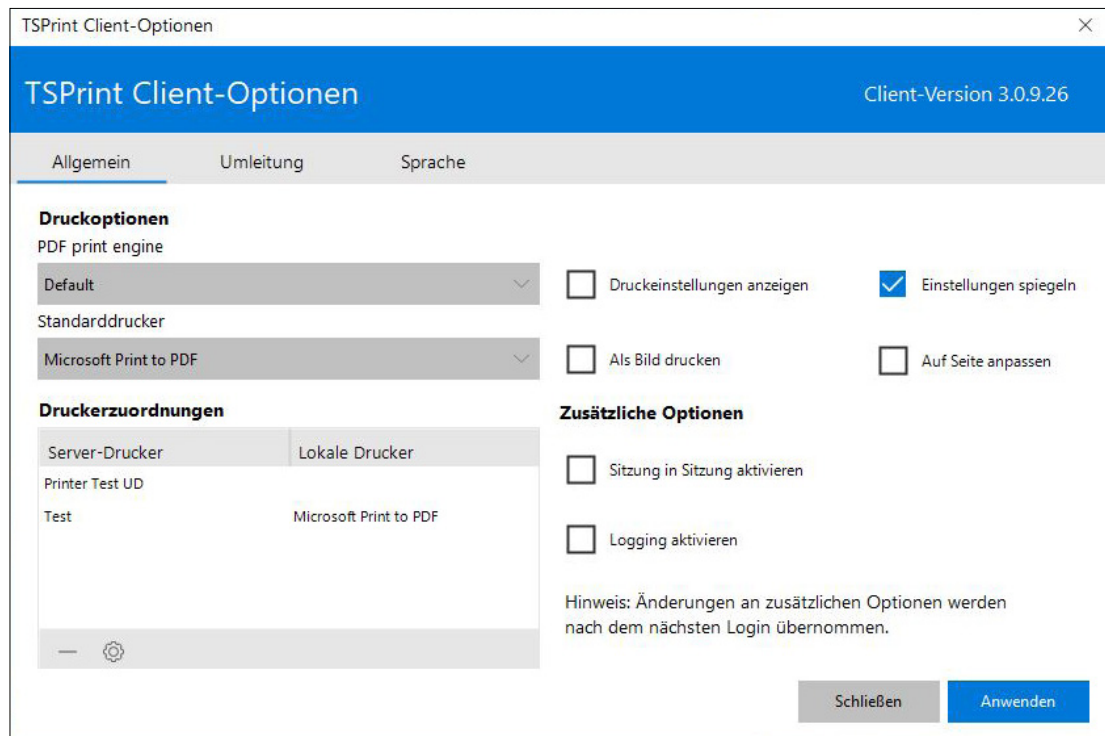 TSPrint Client-Optionen
TSPrint Client-Optionen
Client-Version 3.0.9.26
Allgemein
Umleitung
Sprache
Druckoptionen
PDF print engine
Default
Druckeinstellungen anzeigen
Einstellungen spiegeln
Standarddrucker
Microsoft Print to PDF
Als Bild drucken
Auf Seite anpassen
Druckerzuordnungen
Zusätzliche Optionen
Server-Drucker
Lokale Drucker
Printer Test UD
Test
Microsoft Print to PDF
Sitzung in Sitzung aktivieren
Logging aktivieren
Hinweis: Änderungen an zusätzlichen Optionen werden
nach dem nächsten Login übernommen.
Schließen
Anwenden